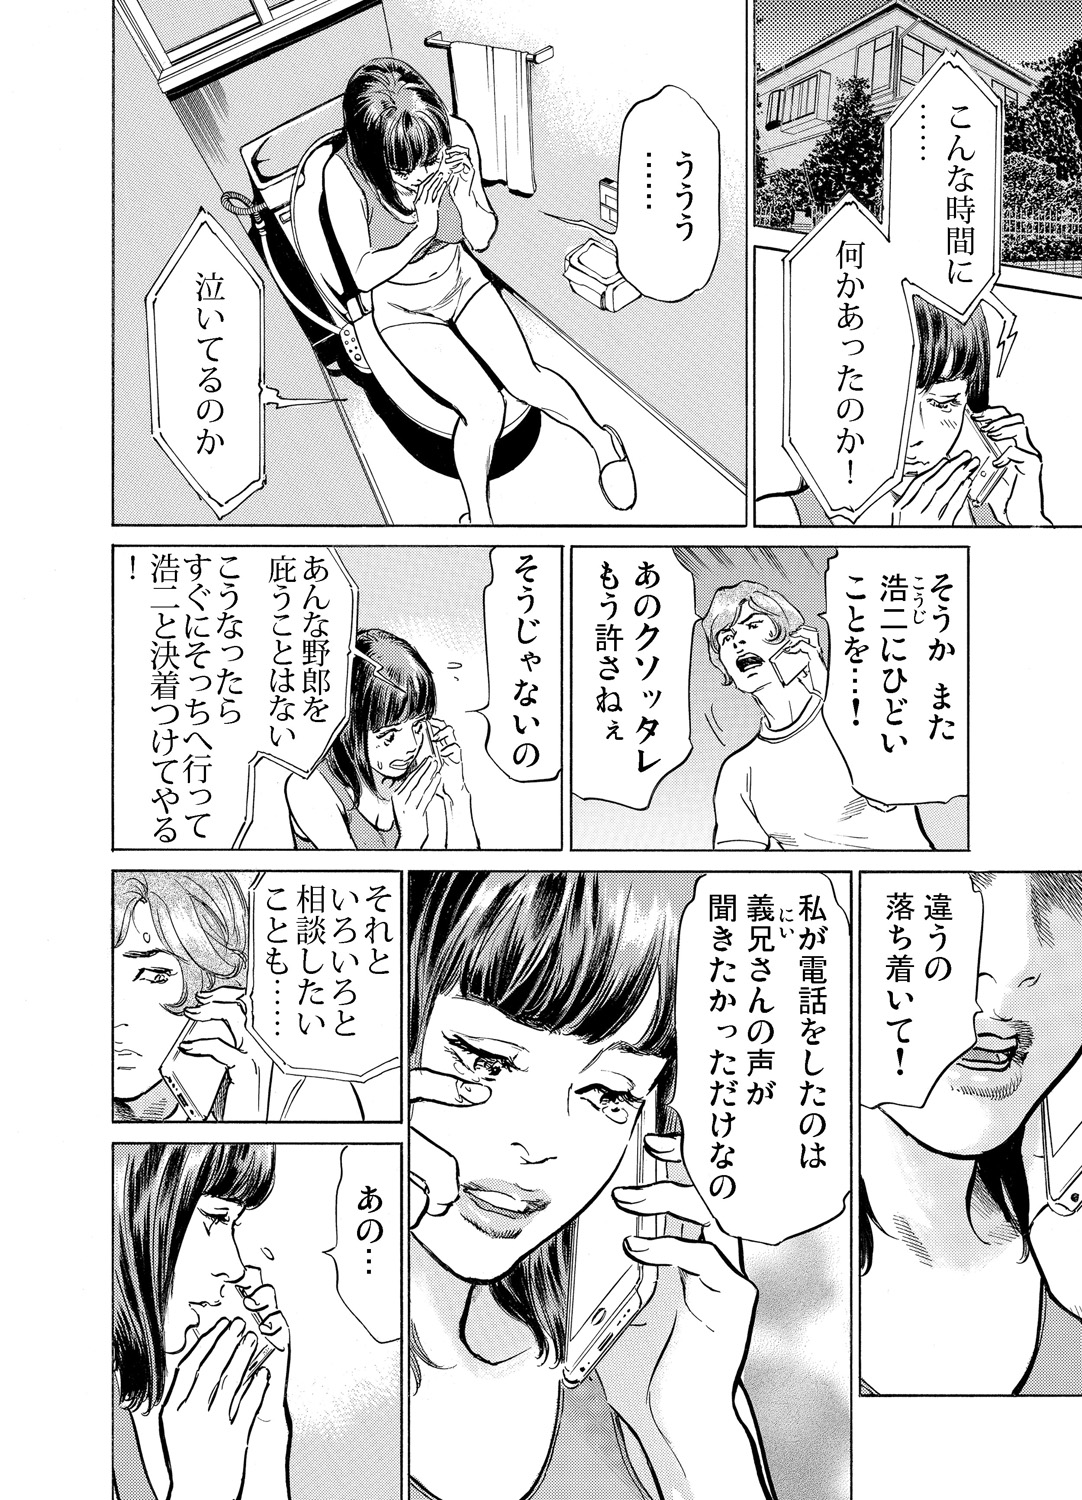 こんな時間に
……
何かあったのか！
ううう
……
泣いてるのか
そうか また
浩二にひどい
こうじ
ことを…！
あのクソッタレ
もう許さねぇ
そうじゃないの
あんな野郎を
庇うことはない
こうなったら
すぐにそっちへ行って
浩二と決着つけてやる
！
違うの
落ち着いて！
私が電話をしたのは
義兄さんの声が
にい
聞きたかっただけなの
それと
いろいろと
相談したい
ことも……
あの…